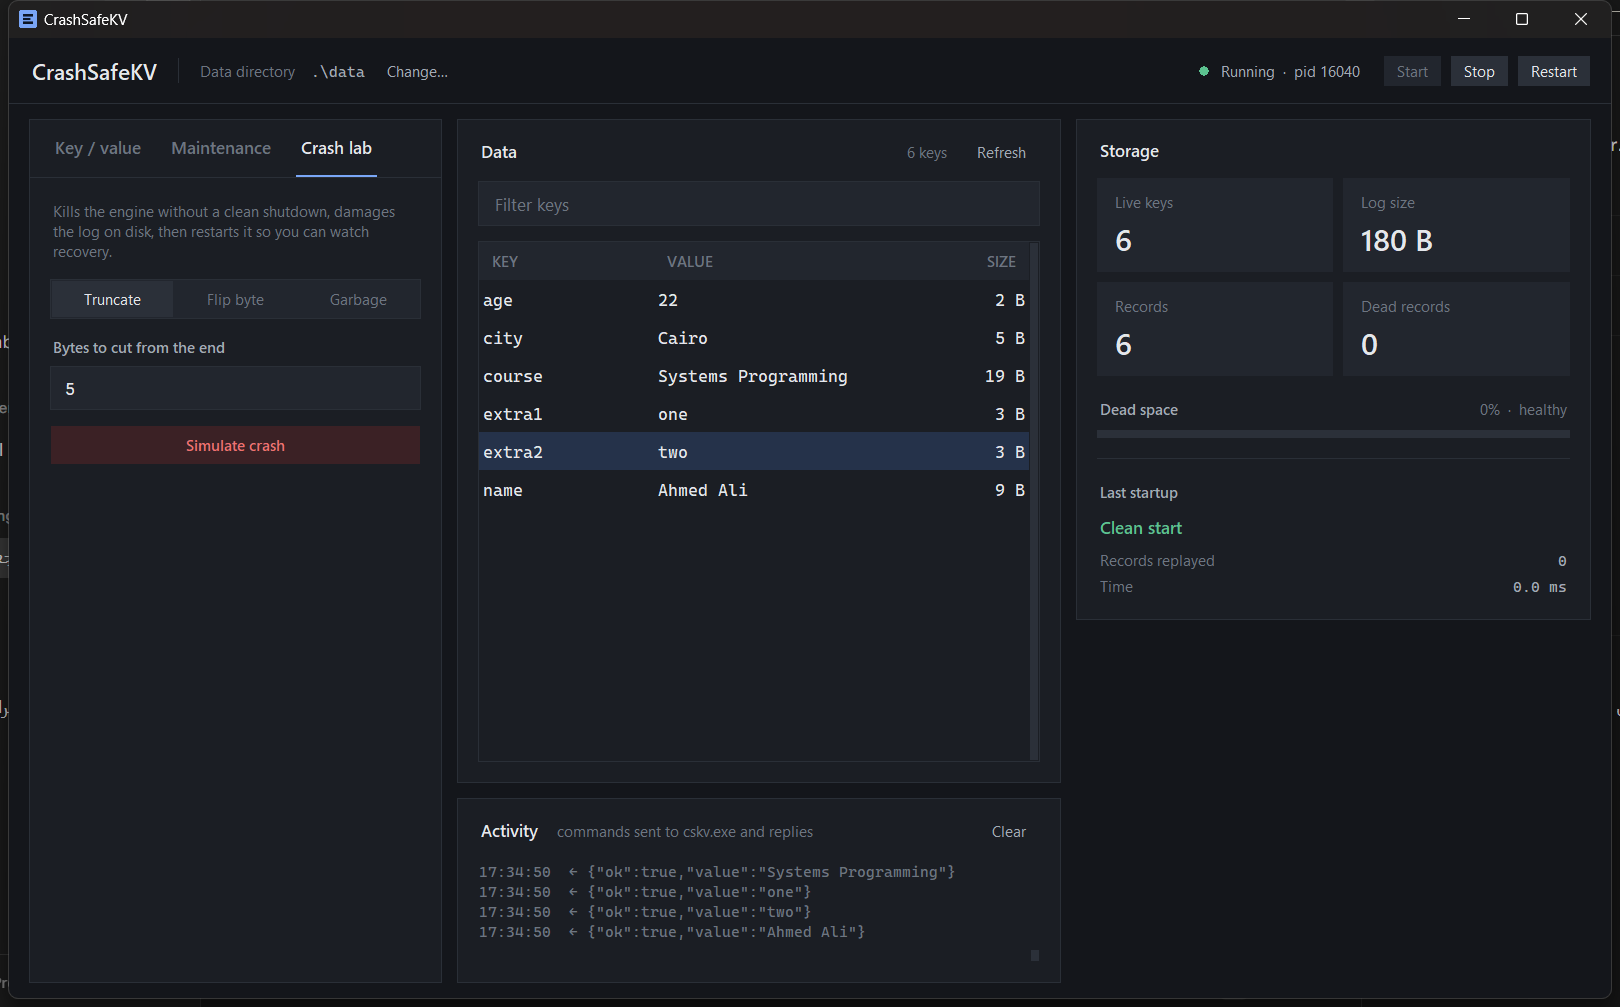 CrashSafeKV
CrashSafeKV
Data directory .\data Change...
Running · pid 16040
Start
Stop
Restart
Key / value
Maintenance
Crash lab
Kills the engine without a clean shutdown, damages
the log on disk, then restarts it so you can watch
recovery.
Truncate
Flip byte
Garbage
Bytes to cut from the end
5
Simulate crash
Data
6 keys
Refresh
Filter keys
KEY VALUE SIZE
age 22 2 B
city Cairo 5 B
course Systems Programming 19 B
extra1 one 3 B
extra2 two 3 B
name Ahmed Ali 9 B
Activity commands sent to cskv.exe and replies Clear
17:34:50 ← {"ok":true,"value":"Systems Programming"}
17:34:50 ← {"ok":true,"value":"one"}
17:34:50 ← {"ok":true,"value":"two"}
17:34:50 ← {"ok":true,"value":"Ahmed Ali"}
Storage
Live keys
6
Log size
180 B
Records
6
Dead records
0
Dead space 0% · healthy
Last startup
Clean start
Records replayed 0
Time 0.0 ms